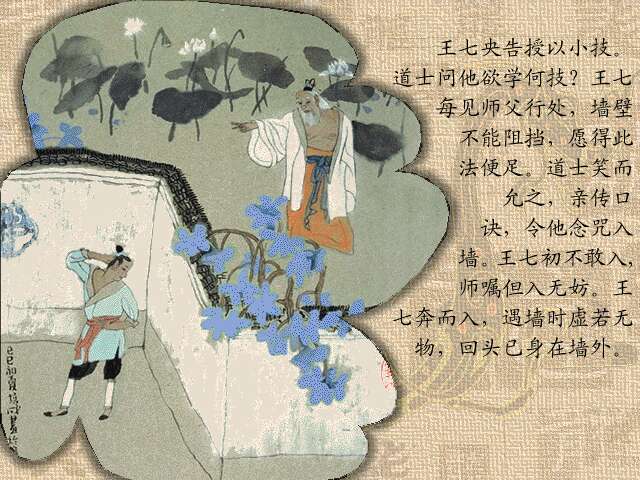 王七央告授以小技。
道士问他欲学何技？王七
每见师父行处，墙壁
不能阻挡，愿得此
法便足。道士笑而
允之，亲传口
诀，令他念咒入
墙。王七初不敢入，
师嘱但入无妨。王
七奔而入，遇墙时虚若无
物，回头已身在墙外。